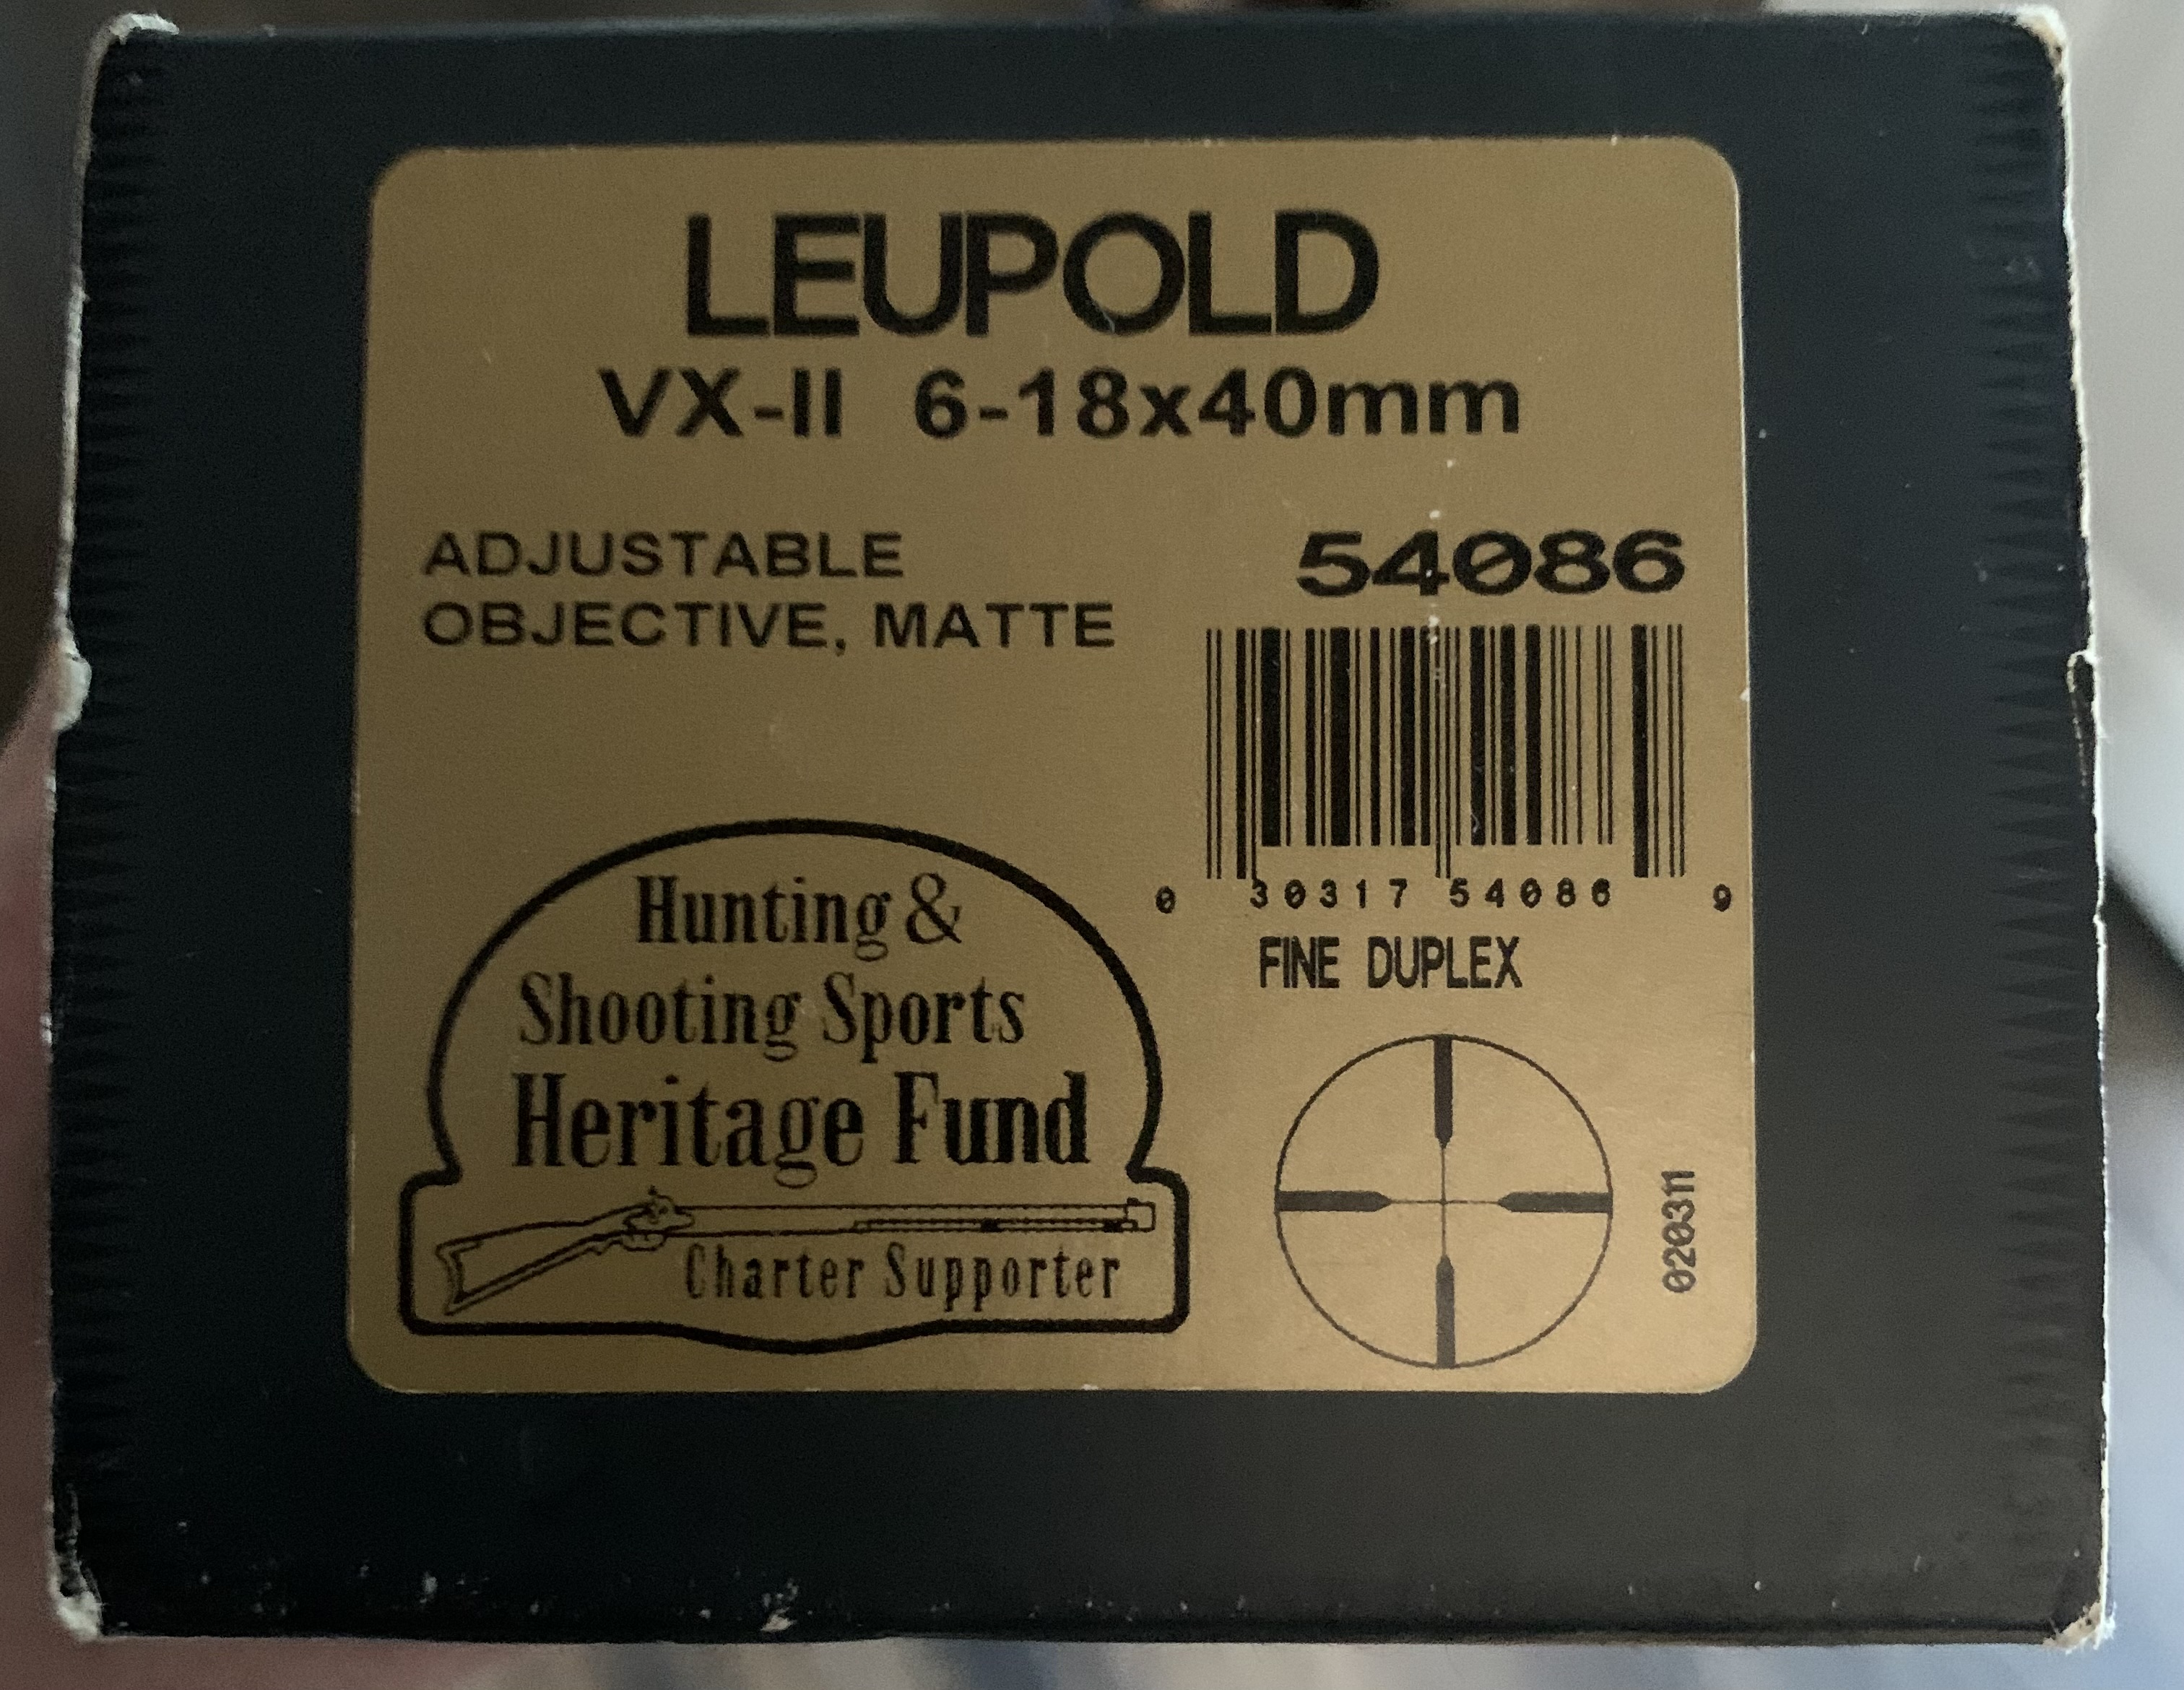 LEUPOLD
VX-II 6-18x40mm
ADJUSTABLE
OBJECTIVE, MATTE
54086
0 30317 54086 9
FINE DUPLEX
Hunting &
Shooting Sports
Heritage Fund
Charter Supporter
020311